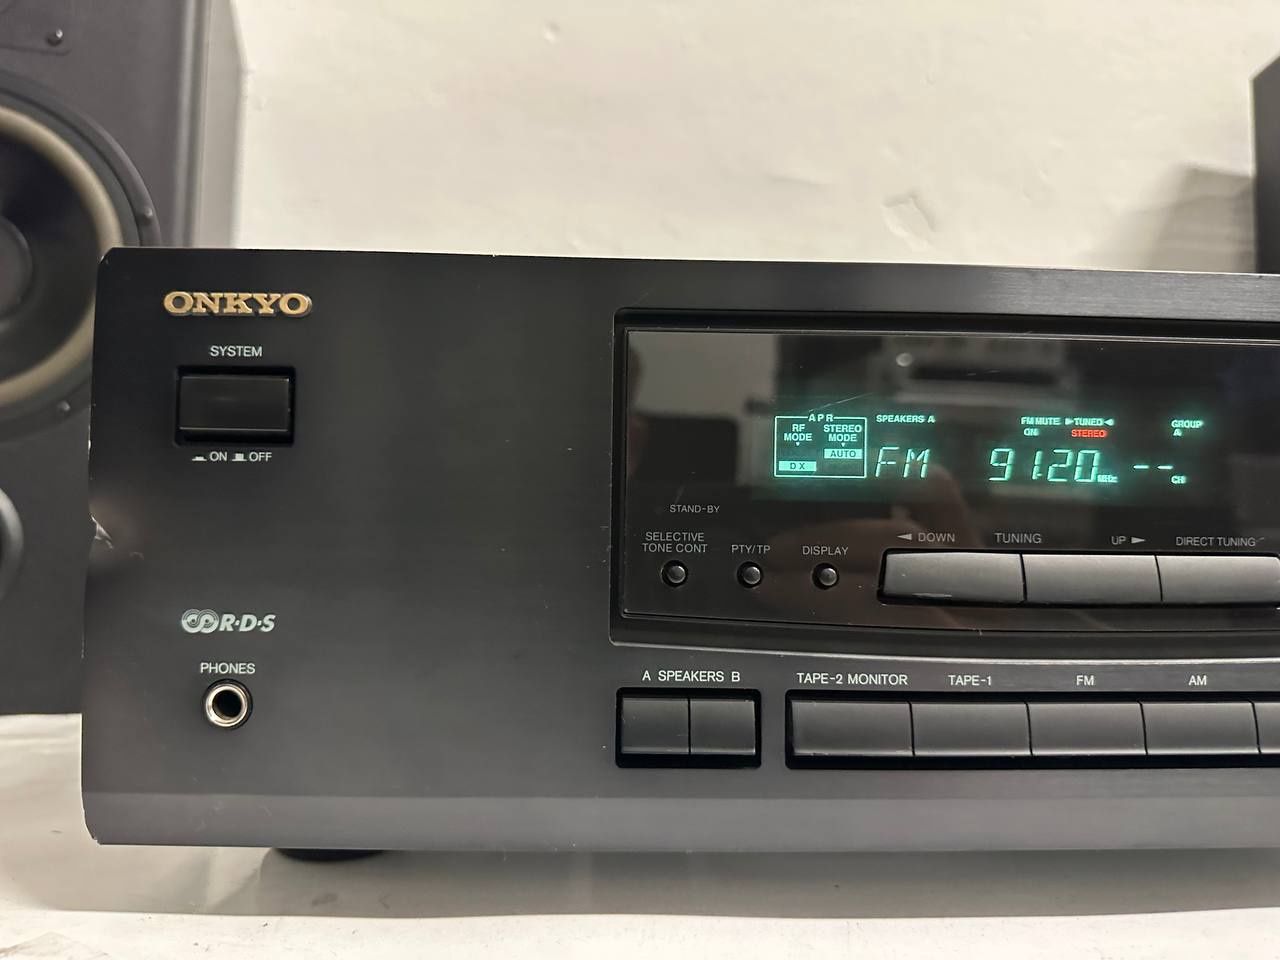 ONKYO
SYSTEM
ON OFF
R·D·S
PHONES
APR
RF MODE
STEREO MODE
DX
AUTO
SPEAKERS A
FM
FM MUTE
ON
TUNED
STEREO
91.20 MHz
GROUP
A
-- CH
STAND-BY
SELECTIVE
TONE CONT
PTY/TP
DISPLAY
◄ DOWN TUNING UP ►
DIRECT TUNING
A SPEAKERS B
TAPE-2 MONITOR
TAPE-1
FM
AM